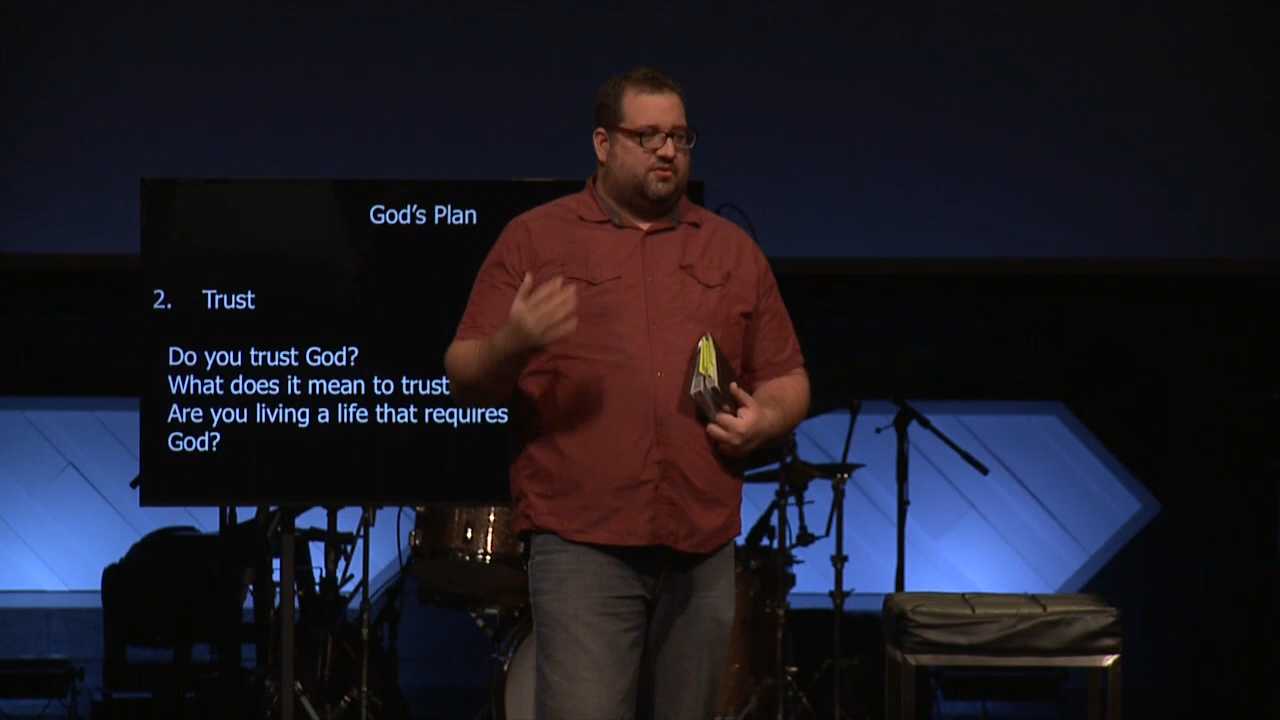 God's Plan
2. Trust
Do you trust God?
What does it mean to trust
Are you living a life that requires
God?